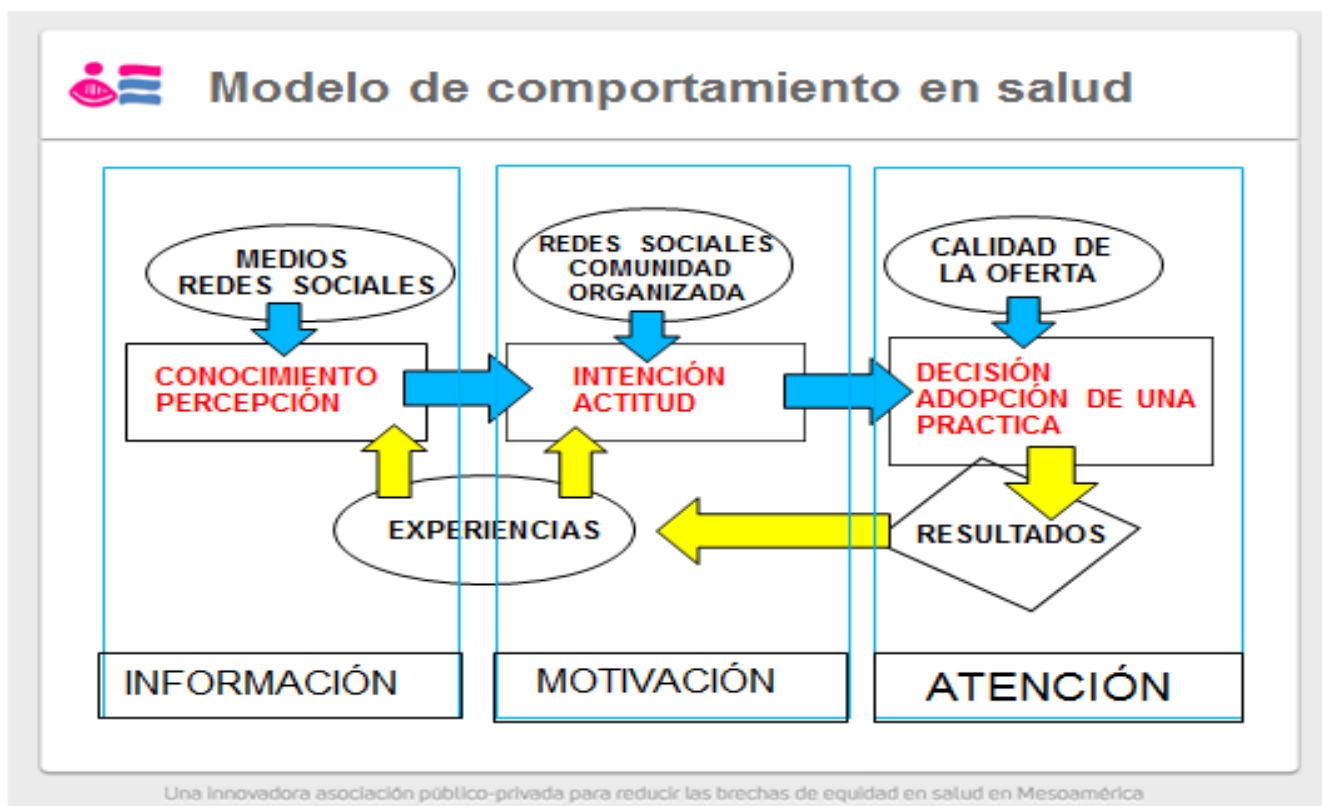 Modelo de comportamiento en salud
MEDIOS
REDES SOCIALES
REDES SOCIALES
COMUNIDAD
ORGANIZADA
CALIDAD DE
LA OFERTA
CONOCIMIENTO
PERCEPCIÓN
INTENCIÓN
ACTITUD
DECISIÓN
ADOPCIÓN DE UNA
PRACTICA
EXPERIENCIAS
RESULTADOS
INFORMACIÓN
MOTIVACIÓN
ATENCIÓN
Una innovadora asociación público-privada para reducir las brechas de equidad en salud en Mesoamérica